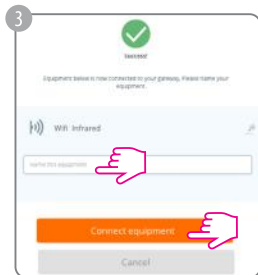 3
Equipment below is now connected to your gateway, Please name your
equipment.
Wifi Infrared
Name this equipment
Connect equipment
Cancel